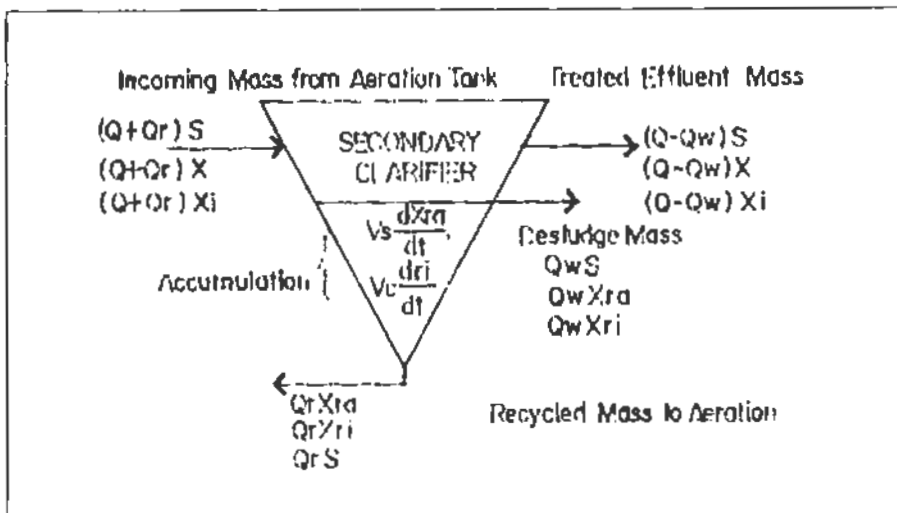 Incoming Mass from Aeration Tank
Treated Effluent Mass
(Q+Qr) S
(Q+Qr) X
(Q+Qr) Xi
SECONDARY
CLARIFIER
(Q-Qw) S
(Q-Qw) X
(Q-Qw) Xi
Vs dXra/dt,
Accumulation {
Vc dri/dt
Desludge Mass
QwS
QwXra
QwXri
QrXra
QrXri
QrS
Recycled Mass to Aeration